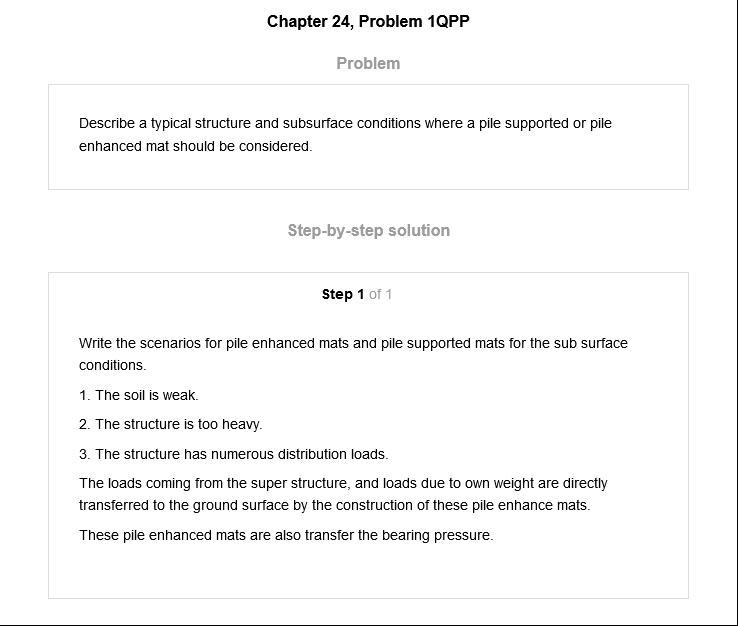 Chapter 24, Problem 1QPP
Problem
Describe a typical structure and subsurface conditions where a pile supported or pile
enhanced mat should be considered.
Step-by-step solution
Step 1 of 1
Write the scenarios for pile enhanced mats and pile supported mats for the sub surface
conditions.
1. The soil is weak.
2. The structure is too heavy.
3. The structure has numerous distribution loads.
The loads coming from the super structure, and loads due to own weight are directly
transferred to the ground surface by the construction of these pile enhance mats.
These pile enhanced mats are also transfer the bearing pressure.